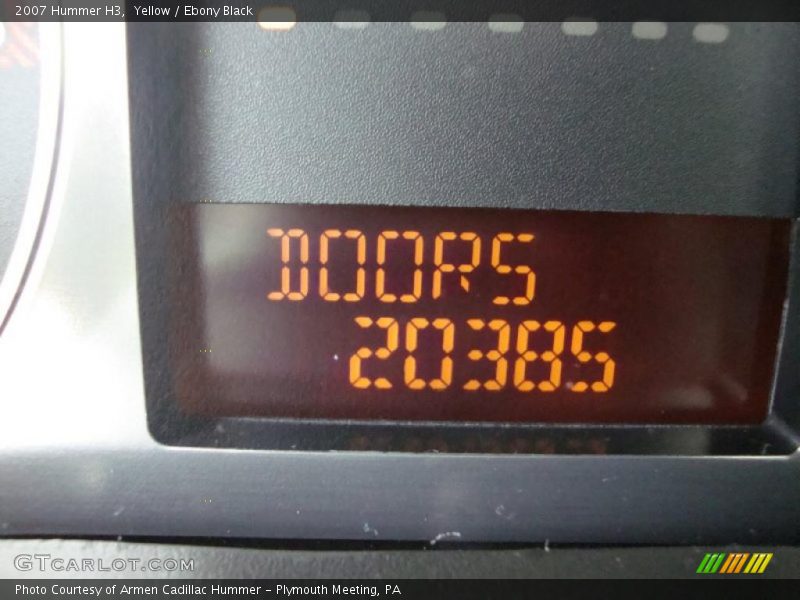 2007 Hummer H3, Yellow / Ebony Black
DOORS
20385
GTCARLOT.COM
Photo Courtesy of Armen Cadillac Hummer - Plymouth Meeting, PA